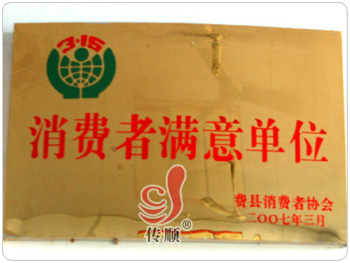 3·15
消费者满意单位
费县消费者协会
二〇〇七年三月
传顺®